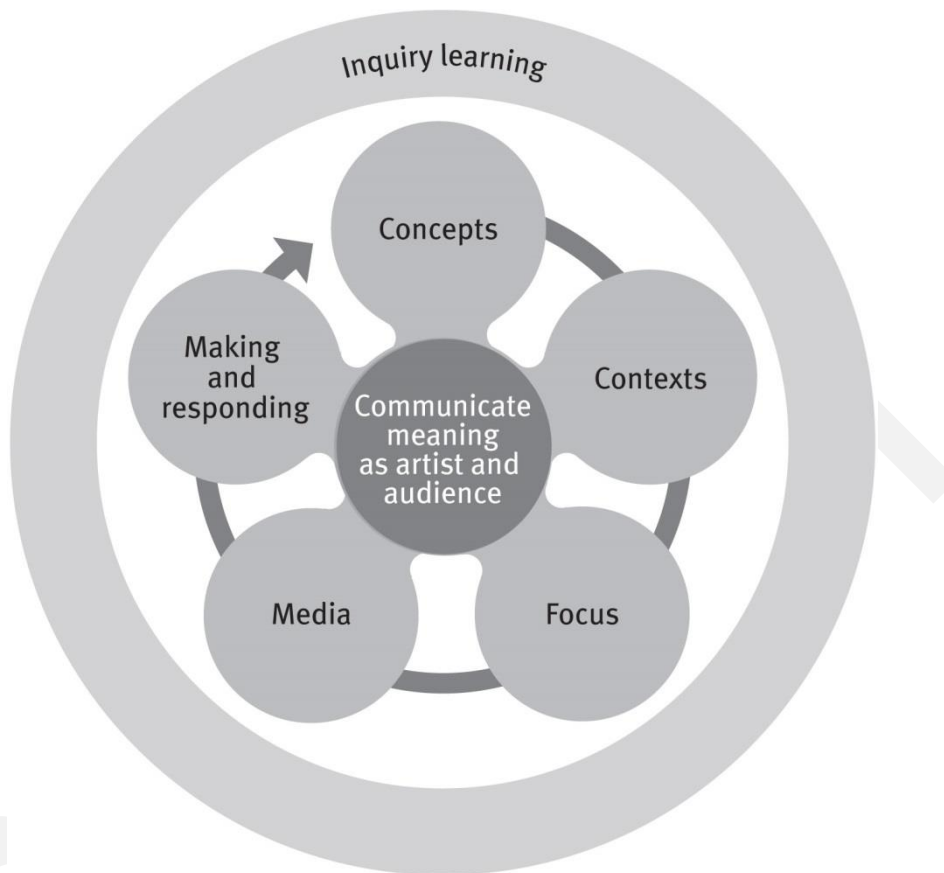 Inquiry learning
Concepts
Contexts
Focus
Media
Making
and
responding
Communicate
meaning
as artist and
audience